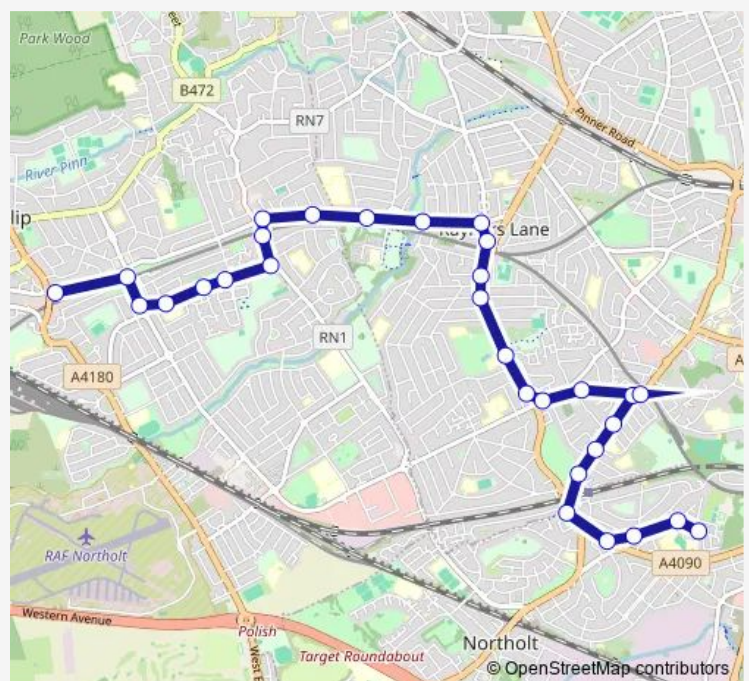 Park Wood
B472
RN7
Pinner Road
River Pinn
lip
Lane
RN1
A4180
A
RAF Northolt
A4090
Western Avenue
Polish
Target Roundabout
Northolt
© OpenStreetMap contributors